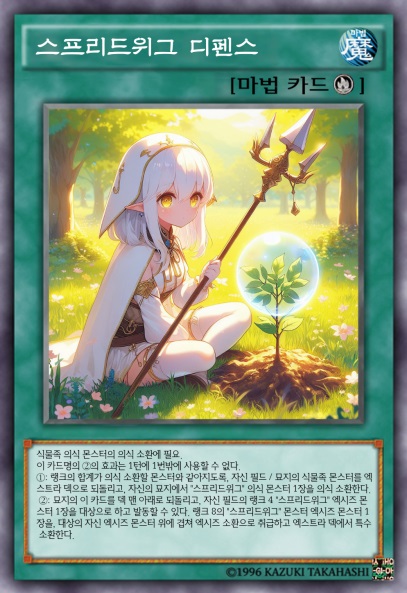 스프리드위그 디펜스
마법
魔
[마법 카드 ]
식물족 의식 몬스터의 의식 소환에 필요.
이 카드명의 ②의 효과는 1턴에 1번밖에 사용할 수 없다.
①: 랭크의 합계가 의식 소환할 몬스터와 같아지도록, 자신 필드 / 묘지의 식물족 몬스터를 엑
스트라 덱으로 되돌리고, 자신의 묘지에서 "스프리드위그" 의식 몬스터 1장을 의식 소환한다.
②: 묘지의 이 카드를 덱 맨 아래로 되돌리고, 자신 필드의 랭크 4 "스프리드위그" 엑시즈 몬
스터 1장을 대상으로 하고 발동할 수 있다. 랭크 8의 "스프리드위그" 몬스터 엑시즈 몬스터 1
장을, 대상의 자신 엑시즈 몬스터 위에 겹쳐 엑시즈 소환으로 취급하고 엑스트라 덱에서 특수
소환한다.
©1996 KAZUKI TAKAHASHI